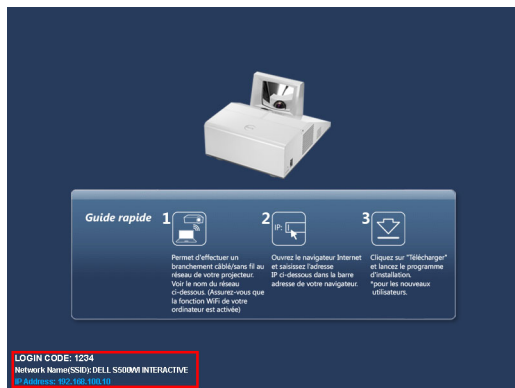 Guide rapide 1 2 3
IP:
Permet d'effectuer un
branchement câblé/sans fil au
réseau de votre projecteur.
Voir le nom du réseau
ci-dessous. (Assurez-vous que
la fonction WiFi de votre
ordinateur est activée)
Ouvrez le navigateur Internet
et saisissez l'adresse
IP ci-dessous dans la barre
adresse de votre navigateur.
Cliquez sur "Télécharger"
et lancez le programme
d'installation.
*pour les nouveaux
utilisateurs.
LOGIN CODE: 1234
Network Name(SSID): DELL S500WI INTERACTIVE
IP Address: 192.168.100.10